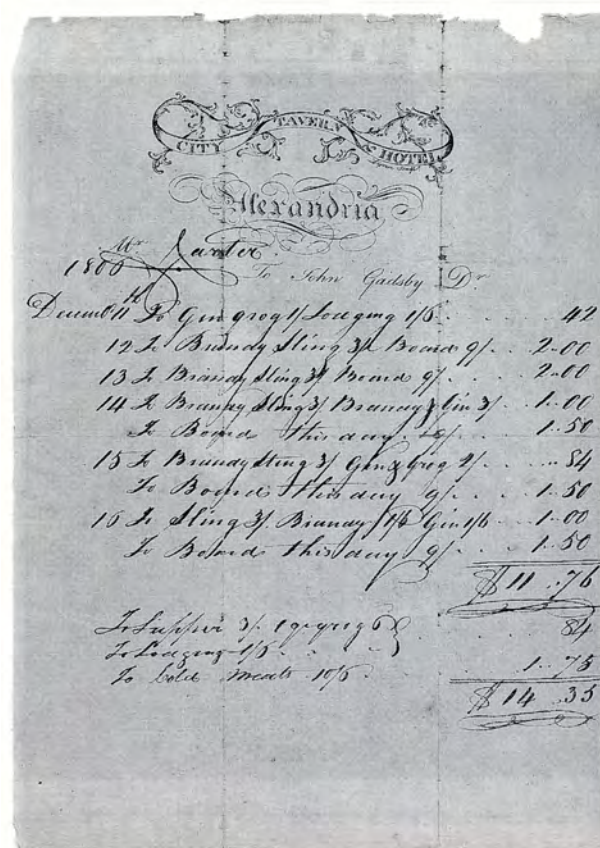 CITY TAVERN & HOTEL
Alexandria
Mr Carter
1800 To John Gadsby Dr
Decemb 11th To Gin grog 1/ Lodging 1/6 . . 42
12 To Brandy Sling 3/ Board 9/ . . 2..00
13 To Brandy Sling 3/ Board 9/ . . 2..00
14 To Brandy Sling 3/ Brandy & Gin 3/ . . 1..00
To Board this day 9/ . . 1..50
15 To Brandy Sling 3/ Gin & Grog 2/ . . .. 84
To Board this day 9/ . . . 1..50
16 To Sling 3/ Brandy 1/6 Gin 1/6 . 1..00
To Board this day 9/ . . . 1..50
$ 11..76
To Supper 3/ grog . . 84
To Lodging 1/6 . .
To Cold meats 10/6 . 1..75
$ 14..35